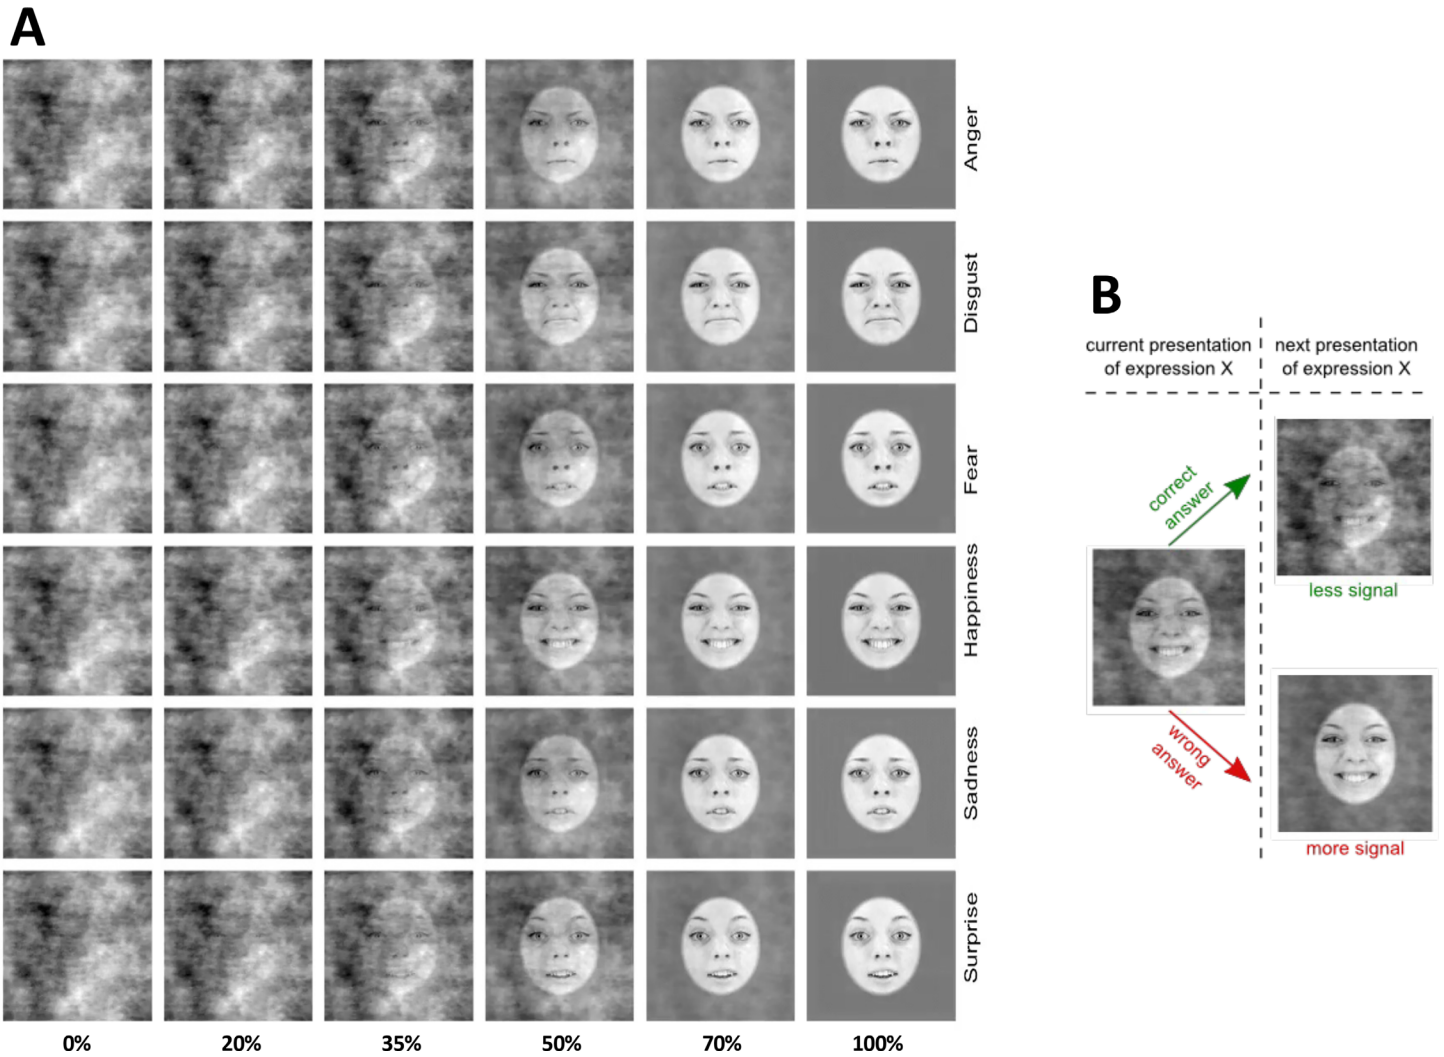 A
Anger
Disgust
Fear
Happiness
Sadness
Surprise
0% 20% 35% 50% 70% 100%
B
current presentation
of expression X
next presentation
of expression X
correct
answer
less signal
wrong
answer
more signal